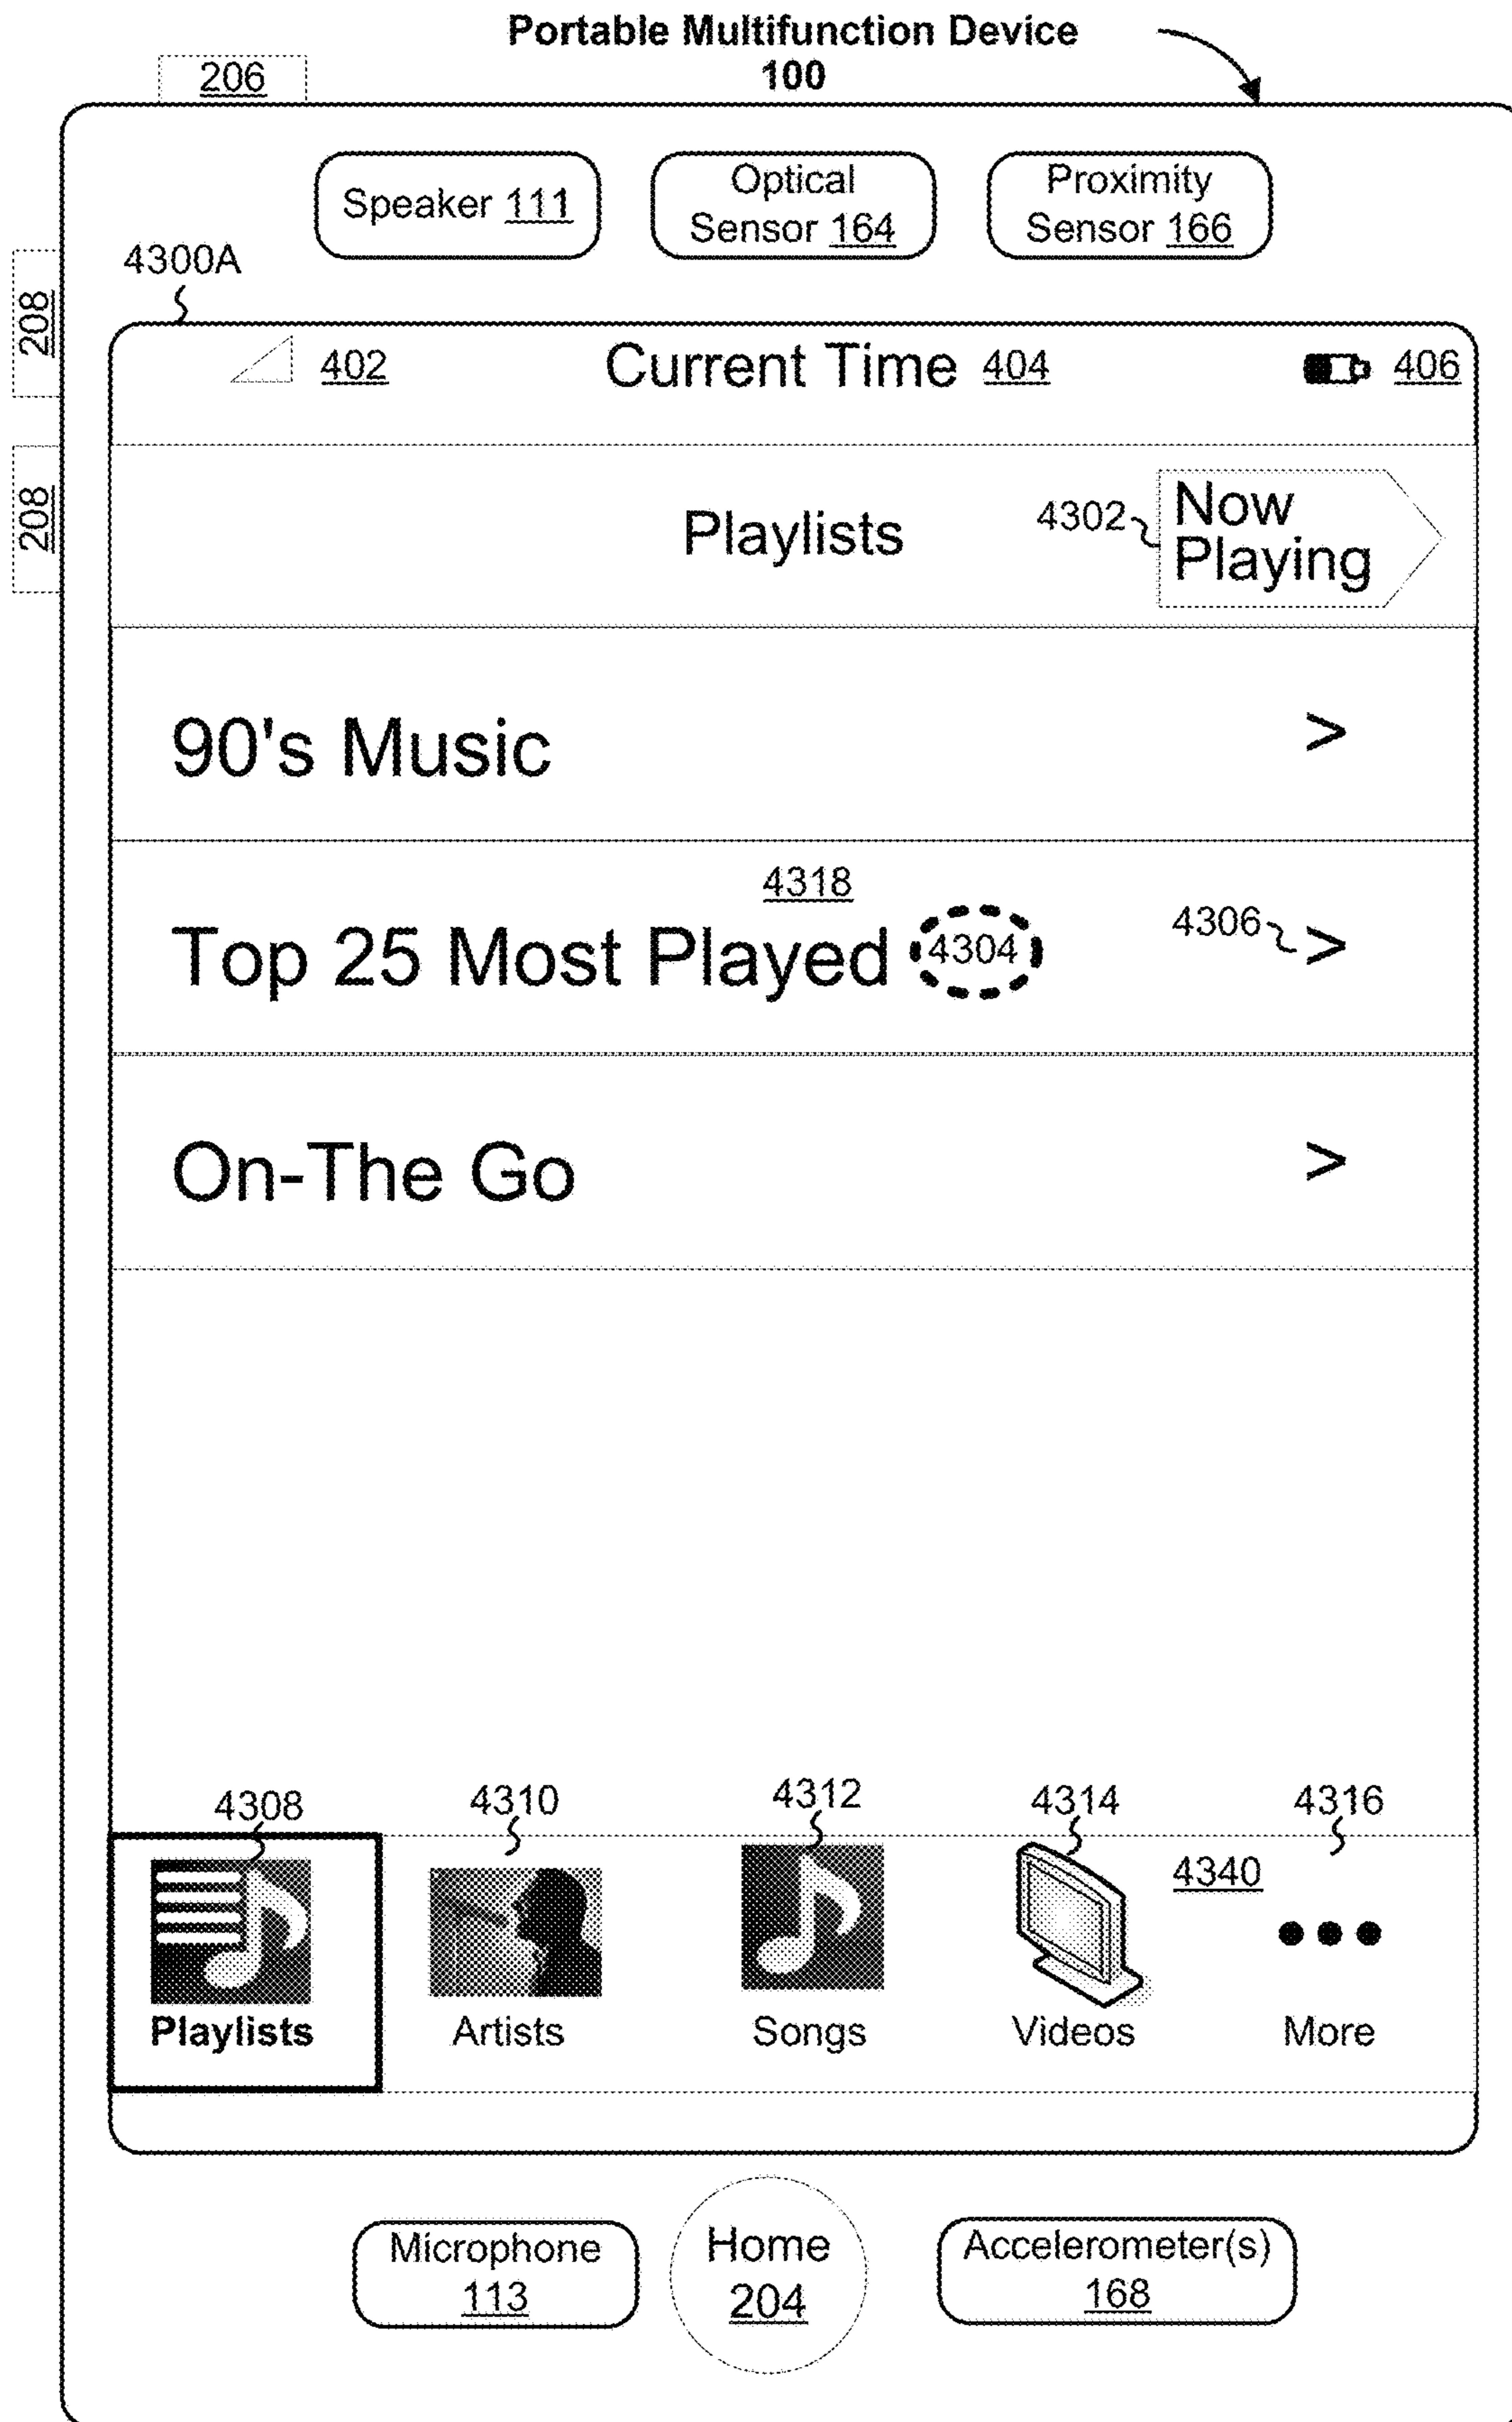 Portable Multifunction Device
100
206
Speaker 111
Optical
Sensor 164
Proximity
Sensor 166
4300A
208
402
Current Time 404
406
208
Playlists
4302
Now
Playing
90's Music
>
4318
Top 25 Most Played
4304
4306
>
On-The Go
>
4308
4310
4312
4314
4316
4340
Playlists
Artists
Songs
Videos
More
Microphone
113
Home
204
Accelerometer(s)
168